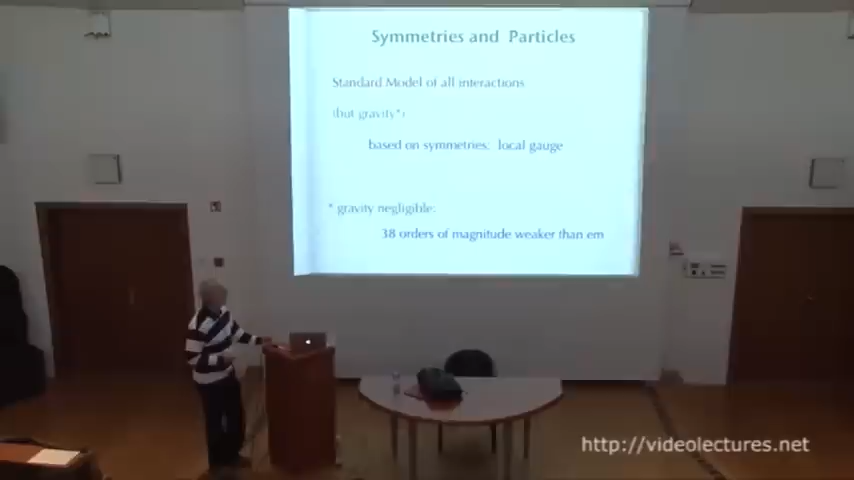 Symmetries and Particles
Standard Model of all interactions
(but gravity*)
based on symmetries: local gauge
* gravity negligible:
38 orders of magnitude weaker than em
http://videolectures.net